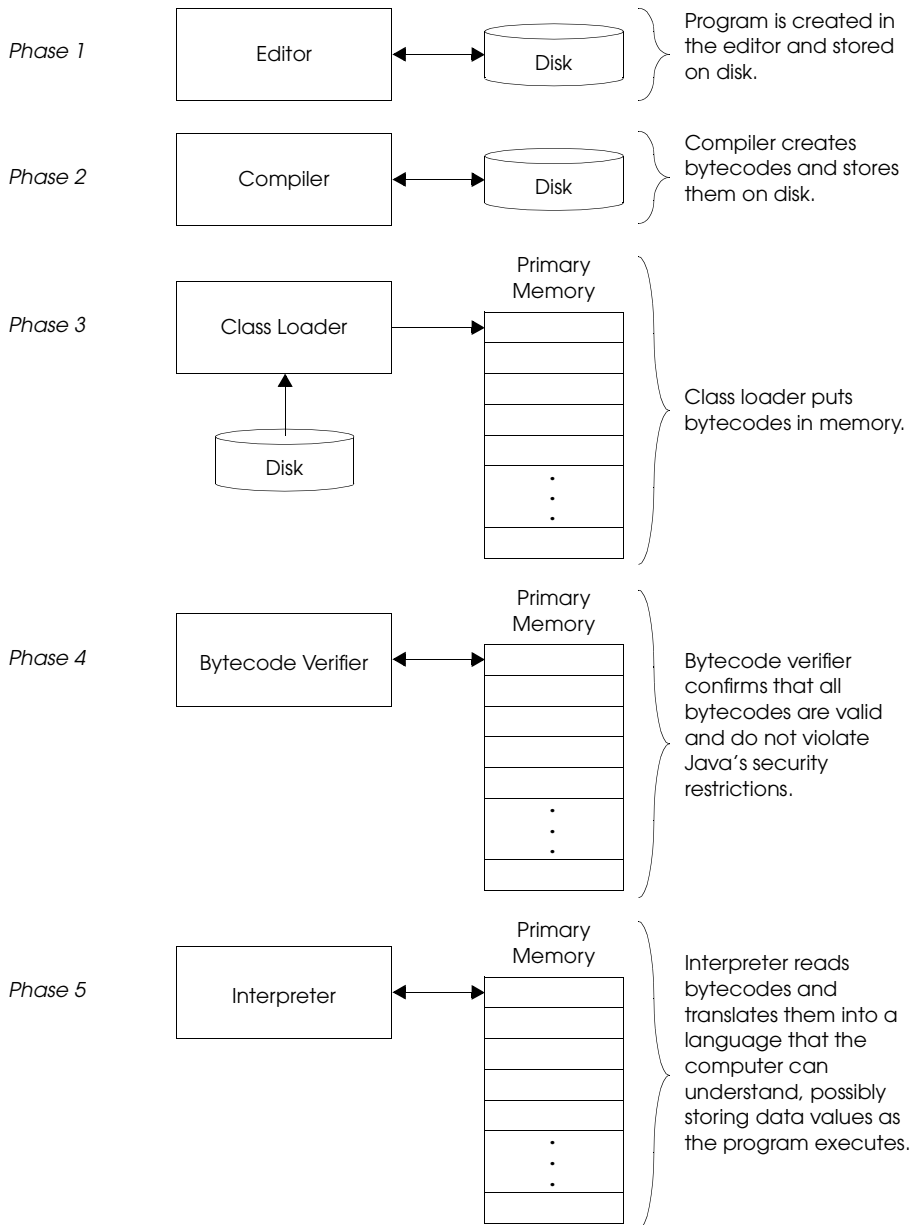 Phase 1
Editor
Disk
Program is created in
the editor and stored
on disk.
Phase 2
Compiler
Disk
Compiler creates
bytecodes and stores
them on disk.
Phase 3
Class Loader
Disk
Primary
Memory
Class loader puts
bytecodes in memory.
Phase 4
Bytecode Verifier
Primary
Memory
Bytecode verifier
confirms that all
bytecodes are valid
and do not violate
Java's security
restrictions.
Phase 5
Interpreter
Primary
Memory
Interpreter reads
bytecodes and
translates them into a
language that the
computer can
understand, possibly
storing data values as
the program executes.